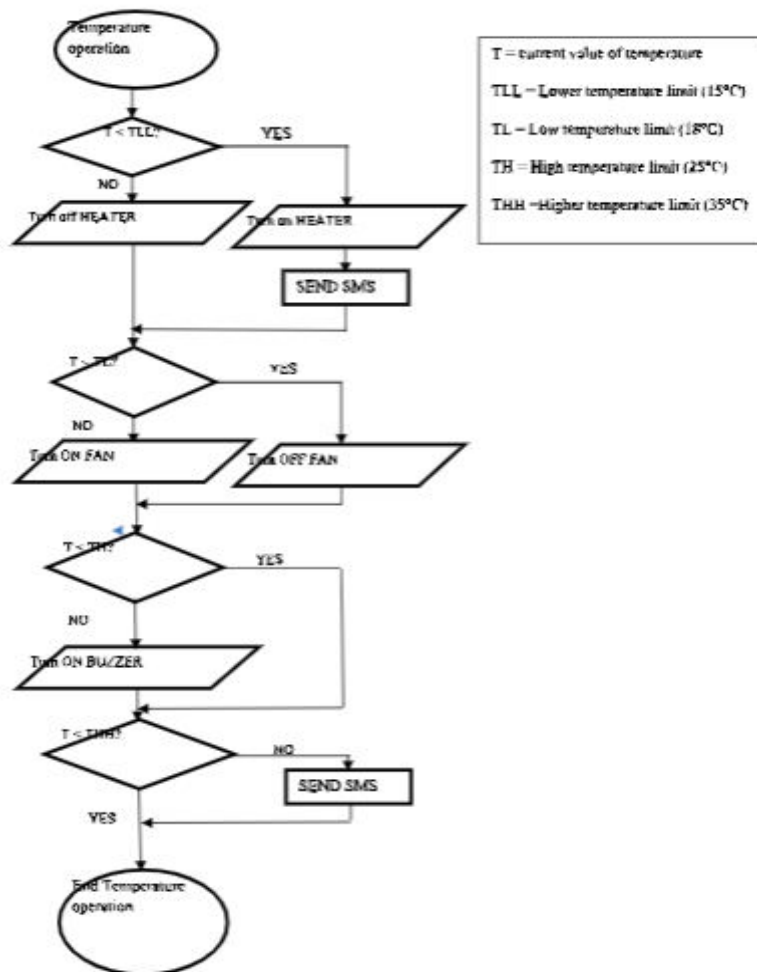 Temperature
operation
T < TLL?
YES
NO
Turn off HEATER
Turn on HEATER
SEND SMS
YES
NO
Turn ON FAN
Turn OFF FAN
T < TH?
YES
NO
Turn ON BUZZER
T < THH?
NO
SEND SMS
YES
End Temperature
operation
T = current value of temperature
TLL = Lower temperature limit (15°C)
TL = Low temperature limit (18°C)
TH = High temperature limit (25°C)
THH =Higher temperature limit (35°C)